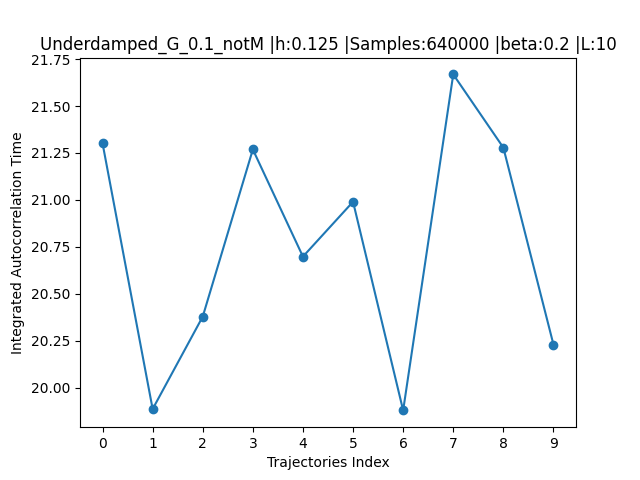 Underdamped_G_0.1_notM |h:0.125 |Samples:640000 |beta:0.2 |L:10
21.75
21.50
21.25
21.00
20.75
20.50
20.25
20.00
Integrated Autocorrelation Time
0 1 2 3 4 5 6 7 8 9
Trajectories Index